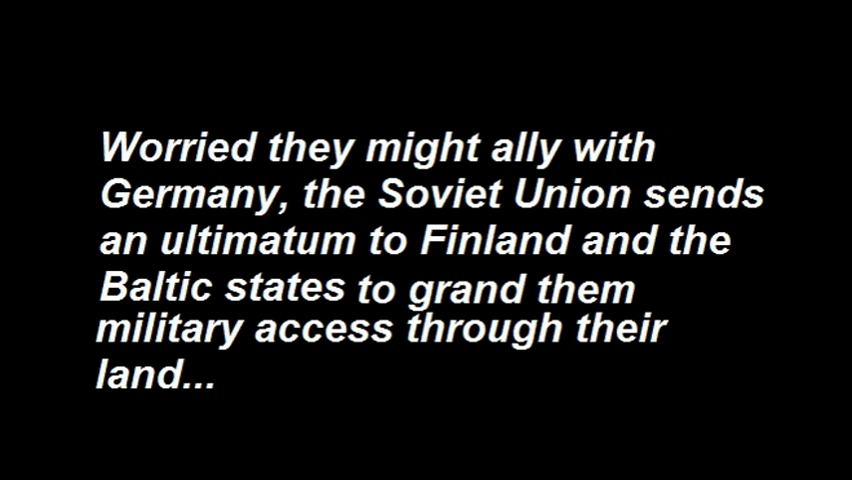 Worried they might ally with
Germany, the Soviet Union sends
an ultimatum to Finland and the
Baltic states to grand them
military access through their
land...